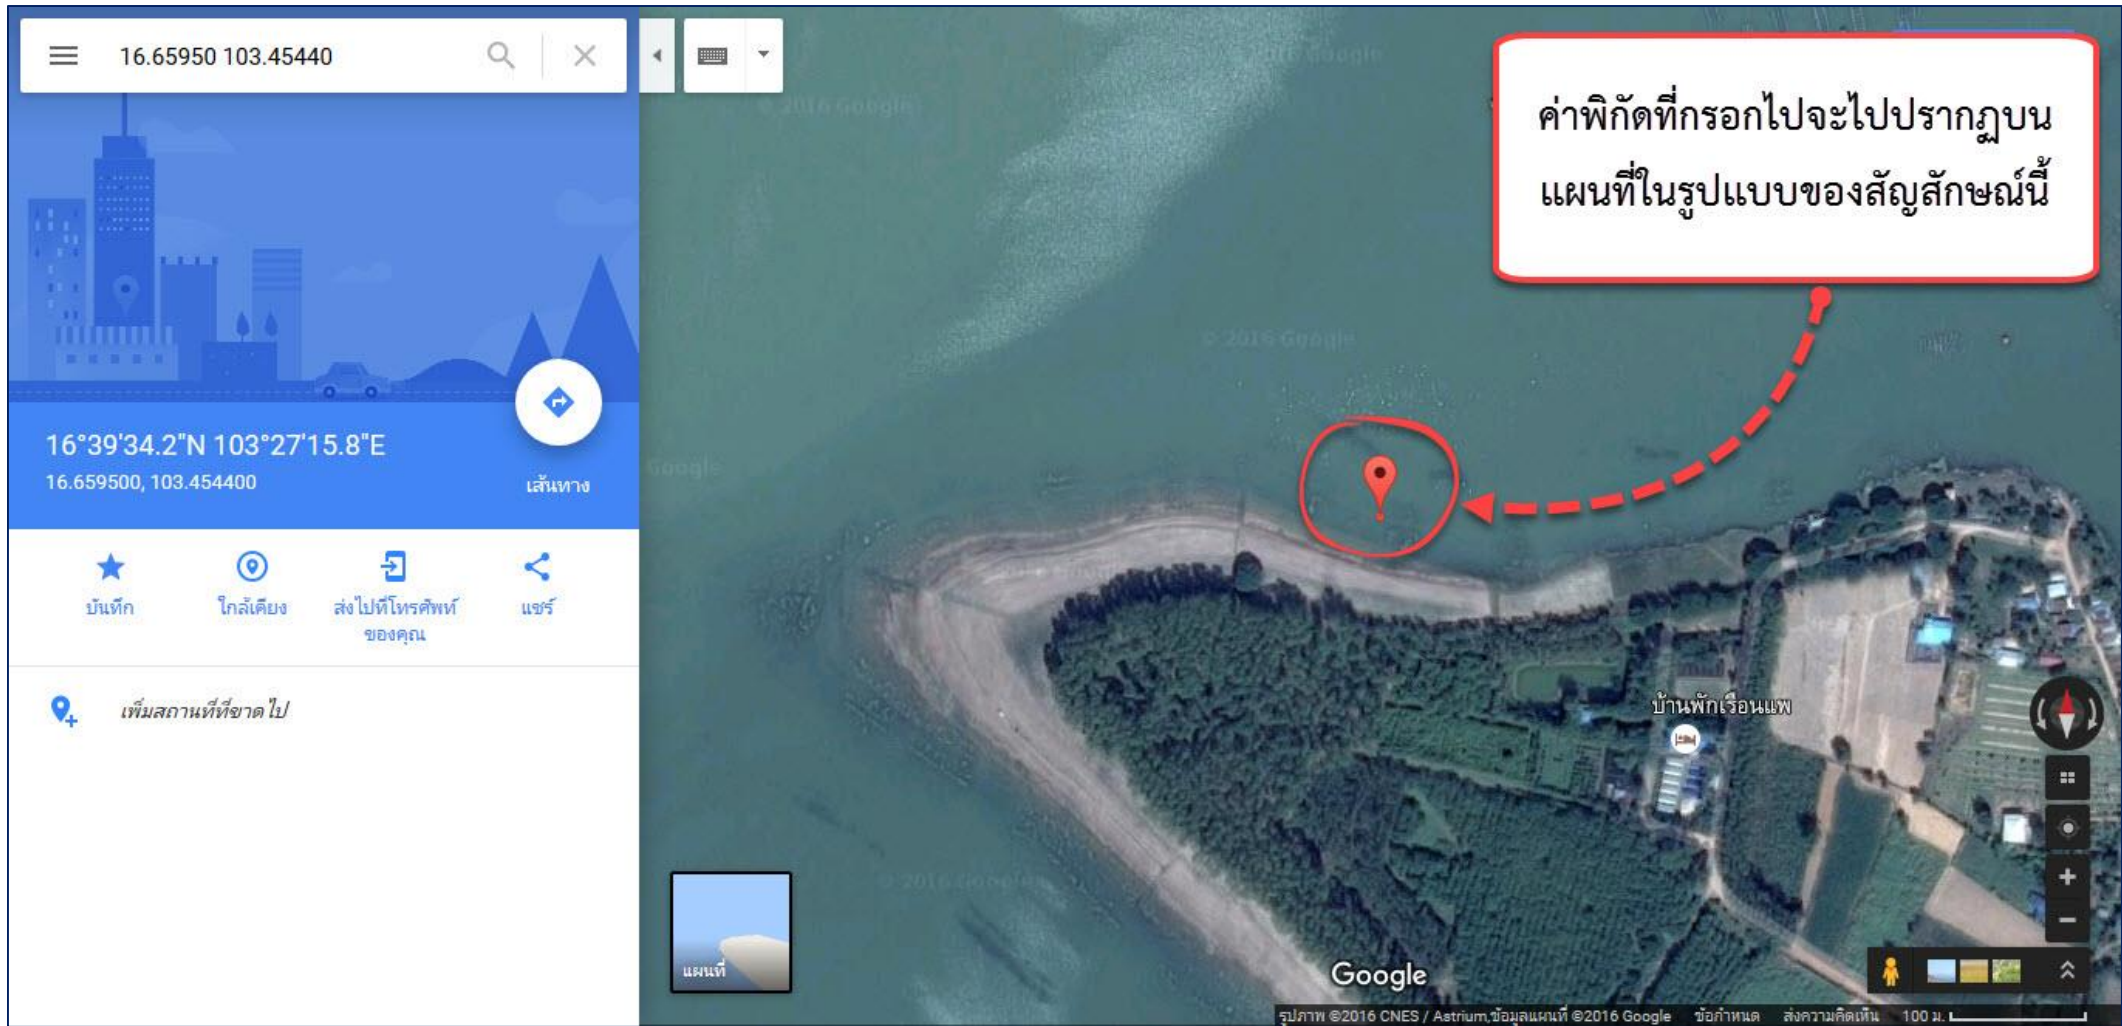 16.65950 103.45440
16°39'34.2"N 103°27'15.8"E
16.659500, 103.454400
เส้นทาง
บันทึก
ใกล้เคียง
ส่งไปที่โทรศัพท์
ของคุณ
แชร์
เพิ่มสถานที่ที่ขาดไป
ค่าพิกัดที่กรอกไปจะไปปรากฏบน
แผนที่ในรูปแบบของสัญสักษณ์นี้
© 2016 Google
© 2016 Google
Google
บ้านพักเรือนแพ
แผนที่
Google
รูปภาพ ©2016 CNES / Astrium,ข้อมูลแผนที่ ©2016 Google ข้อกำหนด ส่งความคิดเห็น 100 ม.